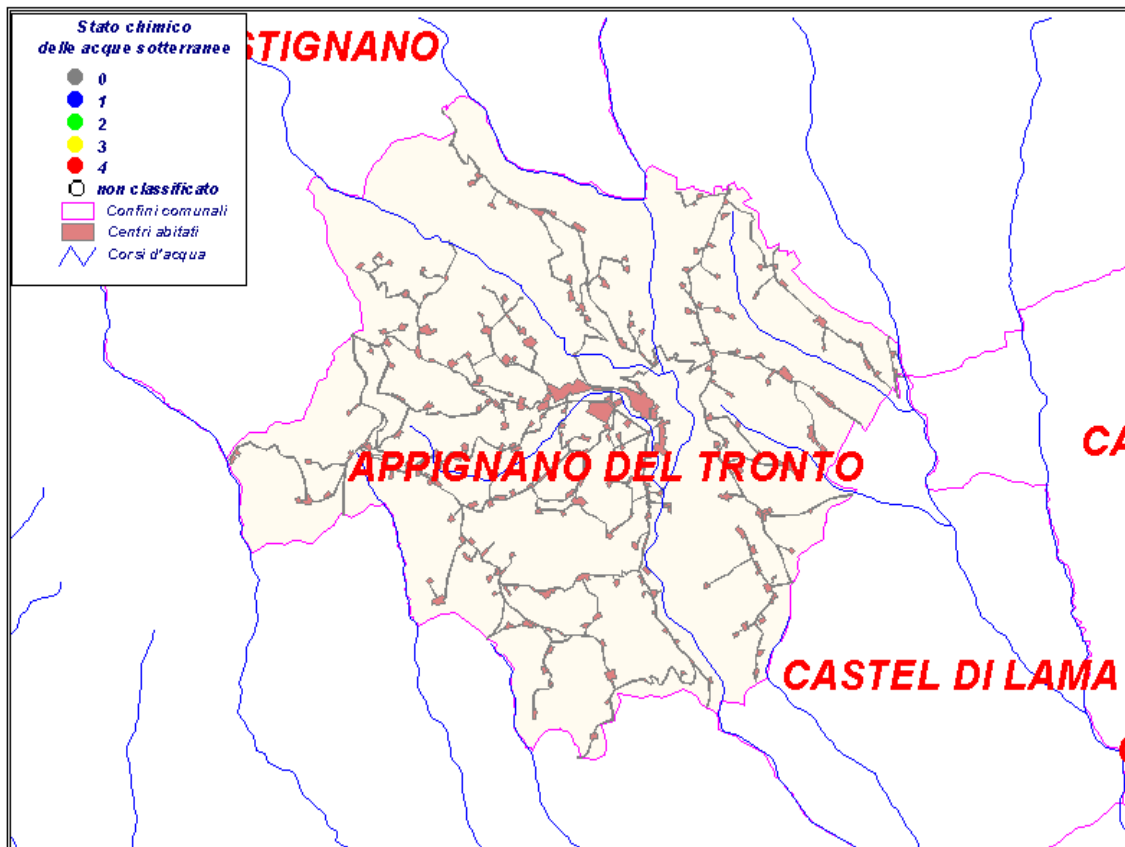 Stato chimico
delle acque sotterranee
0
1
2
3
4
non classificato
Confini comunali
Centri abitati
Corsi d'acqua
STIGNANO
CA
APPIGNANO DEL TRONTO
CASTEL DI LAMA